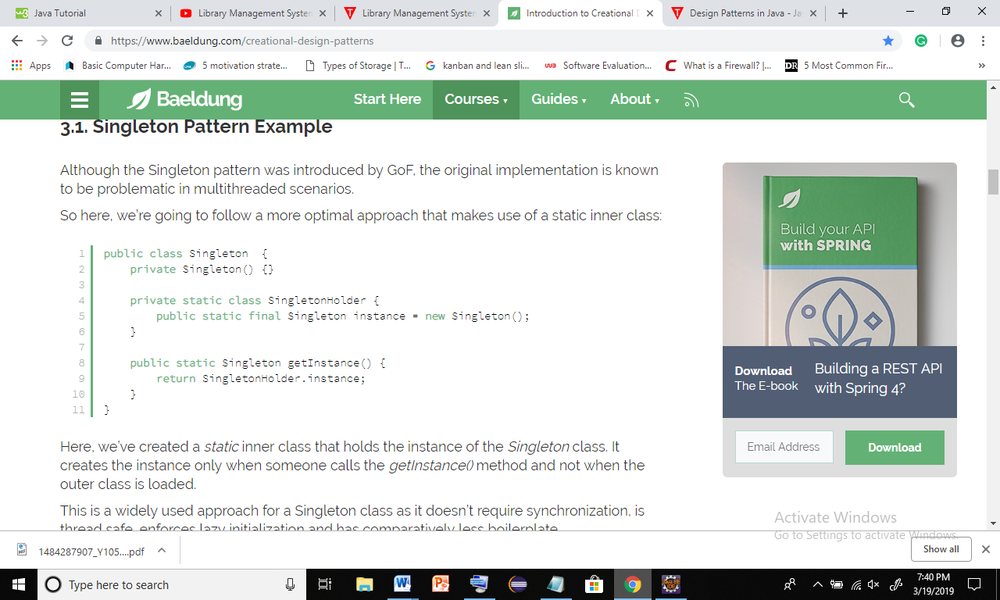 Java Tutorial
Library Management System
Library Management System
Introduction to Creational
Design Patterns in Java - Ja
https://www.baeldung.com/creational-design-patterns
Apps
Basic Computer Har...
5 motivation strate...
Types of Storage | T...
kanban and lean sli...
Software Evaluation...
What is a Firewall? |...
DR
5 Most Common Fir...
Baeldung
Start Here
Courses
Guides
About
3.1. Singleton Pattern Example
Although the Singleton pattern was introduced by GoF, the original implementation is known
to be problematic in multithreaded scenarios.
So here, we're going to follow a more optimal approach that makes use of a static inner class:
1 public class Singleton  {
2     private Singleton() {}
3
4     private static class SingletonHolder {
5         public static final Singleton instance = new Singleton();
6     }
7
8     public static Singleton getInstance() {
9         return SingletonHolder.instance;
10     }
11 }
Here, we've created a static inner class that holds the instance of the Singleton class. It
creates the instance only when someone calls the getInstance() method and not when the
outer class is loaded.
This is a widely used approach for a Singleton class as it doesn't require synchronization, is
thread safe, enforces lazy initialization and has comparatively less boilerplate.
Build your API
with SPRING
Download
The E-book
Building a REST API
with Spring 4?
Email Address
Download
Activate Windows
Go to Settings to activate Windows.
1484287907_Y105....pdf
Show all
Type here to search
7:40 PM
3/19/2019